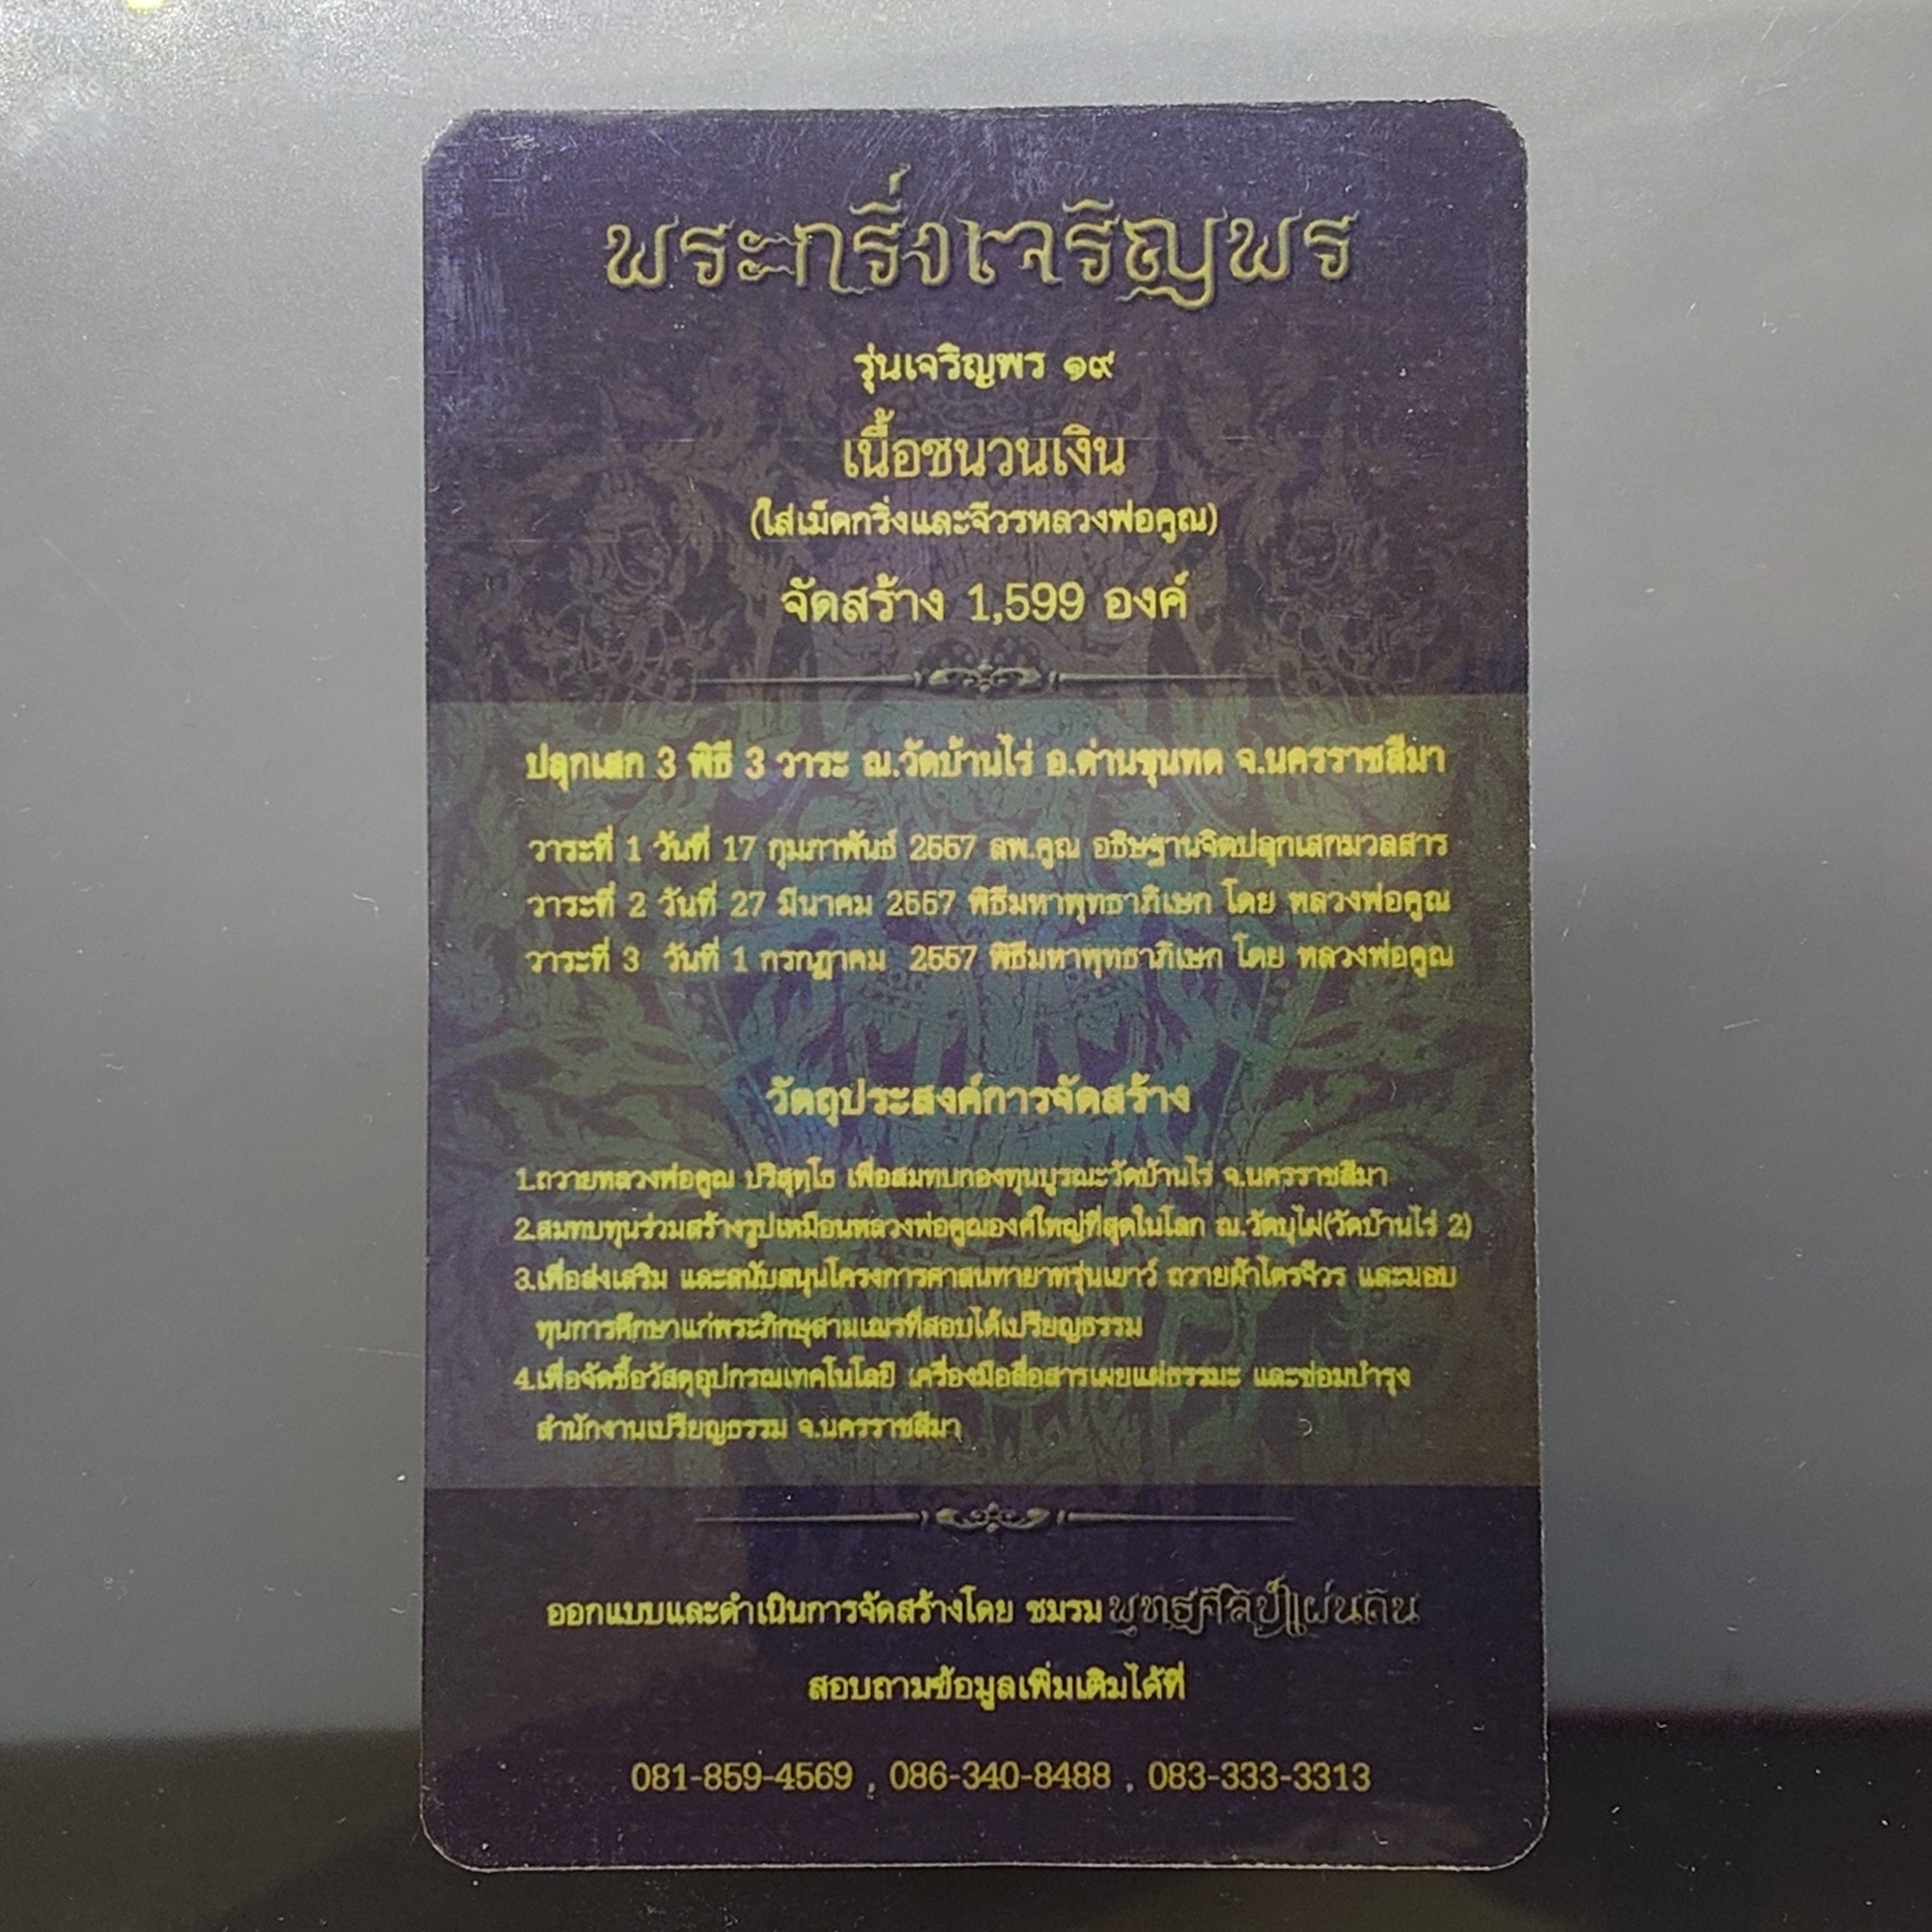 พระกริ่งเจริญพร
รุ่นเจริญพร ๑๙
เนื้อชนวนเงิน
(ใส่เม็ดกริ่งและจีวรหลวงพ่อคูณ)
จัดสร้าง 1,599 องค์
ปลุกเสก 3 พิธี 3 วาระ ณ.วัดบ้านไร่ อ.ด่านขุนทด จ.นครราชสีมา
วาระที่ 1 วันที่ 17 กุมภาพันธ์ 2557 ลพ.คูณ อธิษฐานจิตปลุกเสกมวลสาร
วาระที่ 2 วันที่ 27 มีนาคม 2557 พิธีมหาพุทธาภิเษก โดย หลวงพ่อคูณ
วาระที่ 3 วันที่ 1 กรกฎาคม 2557 พิธีมหาพุทธาภิเษก โดย หลวงพ่อคูณ
วัตถุประสงค์การจัดสร้าง
1.ถวายหลวงพ่อคูณ ปริสุทฺโธ เพื่อสมทบกองทุนบูรณะวัดบ้านไร่ จ.นครราชสีมา
2.สมทบทุนร่วมสร้างรูปเหมือนหลวงพ่อคูณองค์ใหญ่ที่สุดในโลก ณ.วัดบุไผ่(วัดบ้านไร่ 2)
3.เพื่อส่งเสริม และสนับสนุนโครงการศาสนทายาทรุ่นเยาว์ ถวายผ้าไตรจีวร และมอบ
ทุนการศึกษาแก่พระภิกษุสามเณรที่สอบได้เปรียญธรรม
4.เพื่อจัดซื้อวัสดุอุปกรณเทคโนโลยี เครื่องมือสื่อสารเผยแผ่ธรรมะ และซ่อมบำรุง
สำนักงานเปรียญธรรม จ.นครราชสีมา
ออกแบบและดำเนินการจัดสร้างโดย ชมรมพุทธศิลป์แผ่นดิน
สอบถามข้อมูลเพิ่มเติมได้ที่
081-859-4569 , 086-340-8488 , 083-333-3313